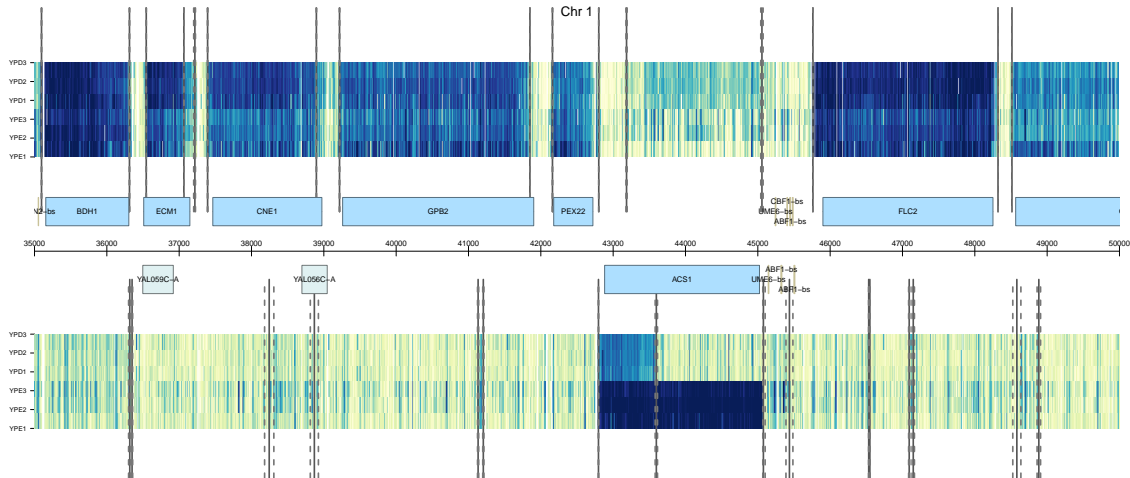 Chr 1
YPD3
YPD2
YPD1
YPE3
YPE2
YPE1
BDH1 ECM1 CNE1 GPB2 PEX22 CBF1-bs UME6-bs ABF1-bs FLC2
35000 36000 37000 38000 39000 40000 41000 42000 43000 44000 45000 46000 47000 48000 49000 50000
YAL059C-A YAL056C-A ACS1 ABF1-bs UME6-bs
YPD3
YPD2
YPD1
YPE3
YPE2
YPE1